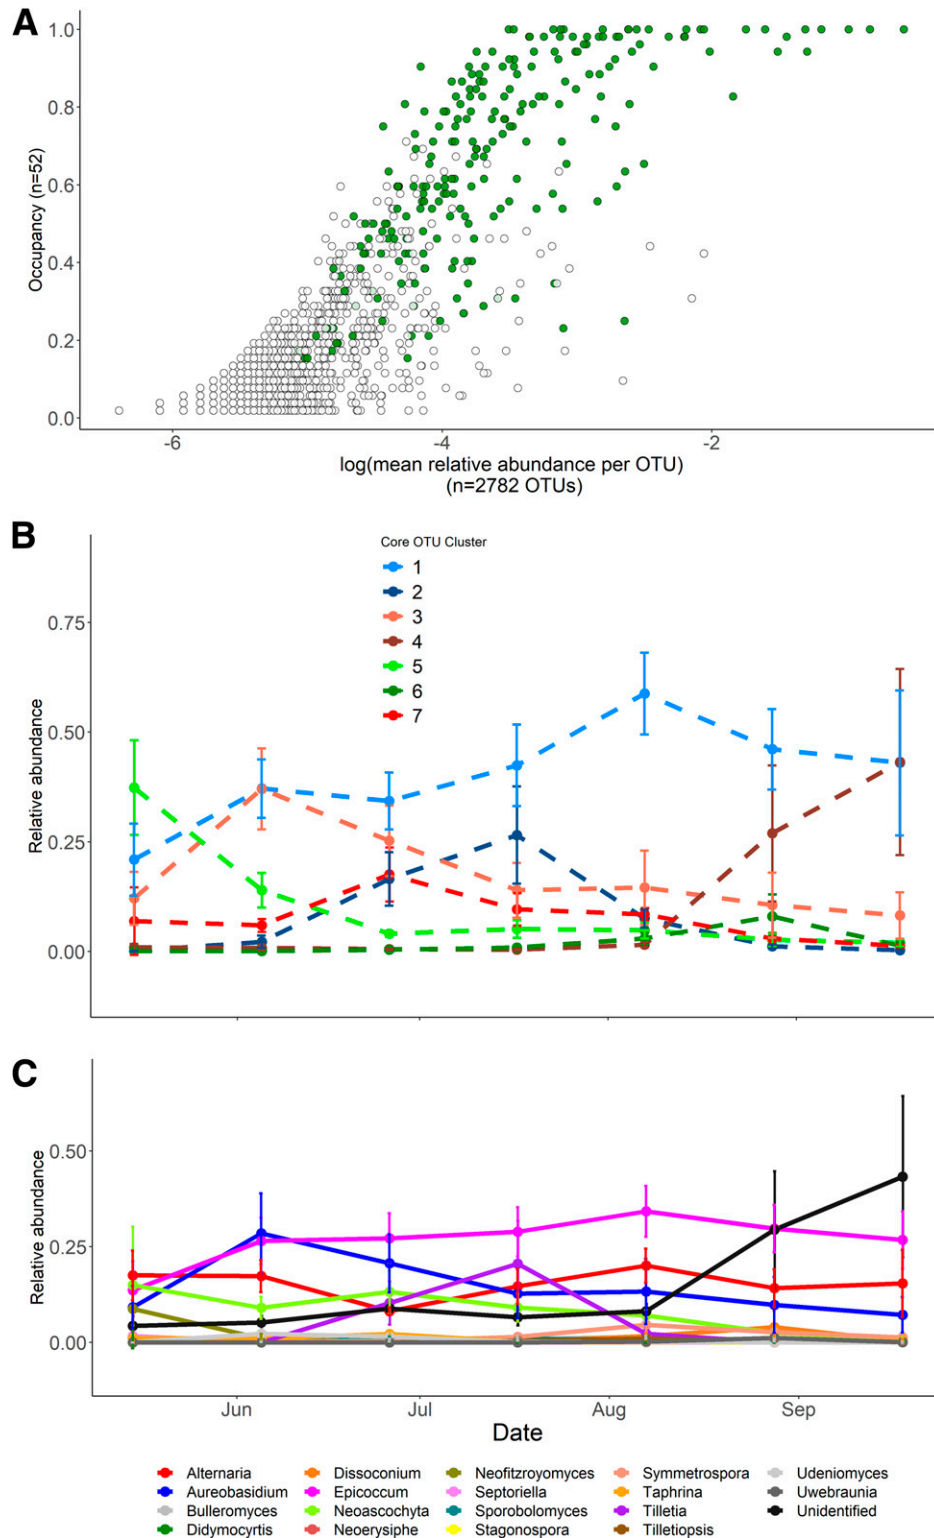 A
1.0
0.8
0.6
0.4
0.2
0.0
Occupancy (n=52)
-6 -4 -2
log(mean relative abundance per OTU)
(n=2782 OTUs)
B
Core OTU Cluster
1
2
3
4
5
6
7
0.75
0.50
0.25
0.00
Relative abundance
C
0.50
0.25
0.00
Relative abundance
Jun Jul Aug Sep
Date
Alternaria Dissoconium Neofitzroyomyces Symmetrospora Udeniomyces
Aureobasidium Epicoccum Septoriella Taphrina Uwebraunia
Bulleromyces Neoascochyta Sporobolomyces Tilletia Unidentified
Didymocyrtis Neoerysiphe Stagonospora Tilletiopsis